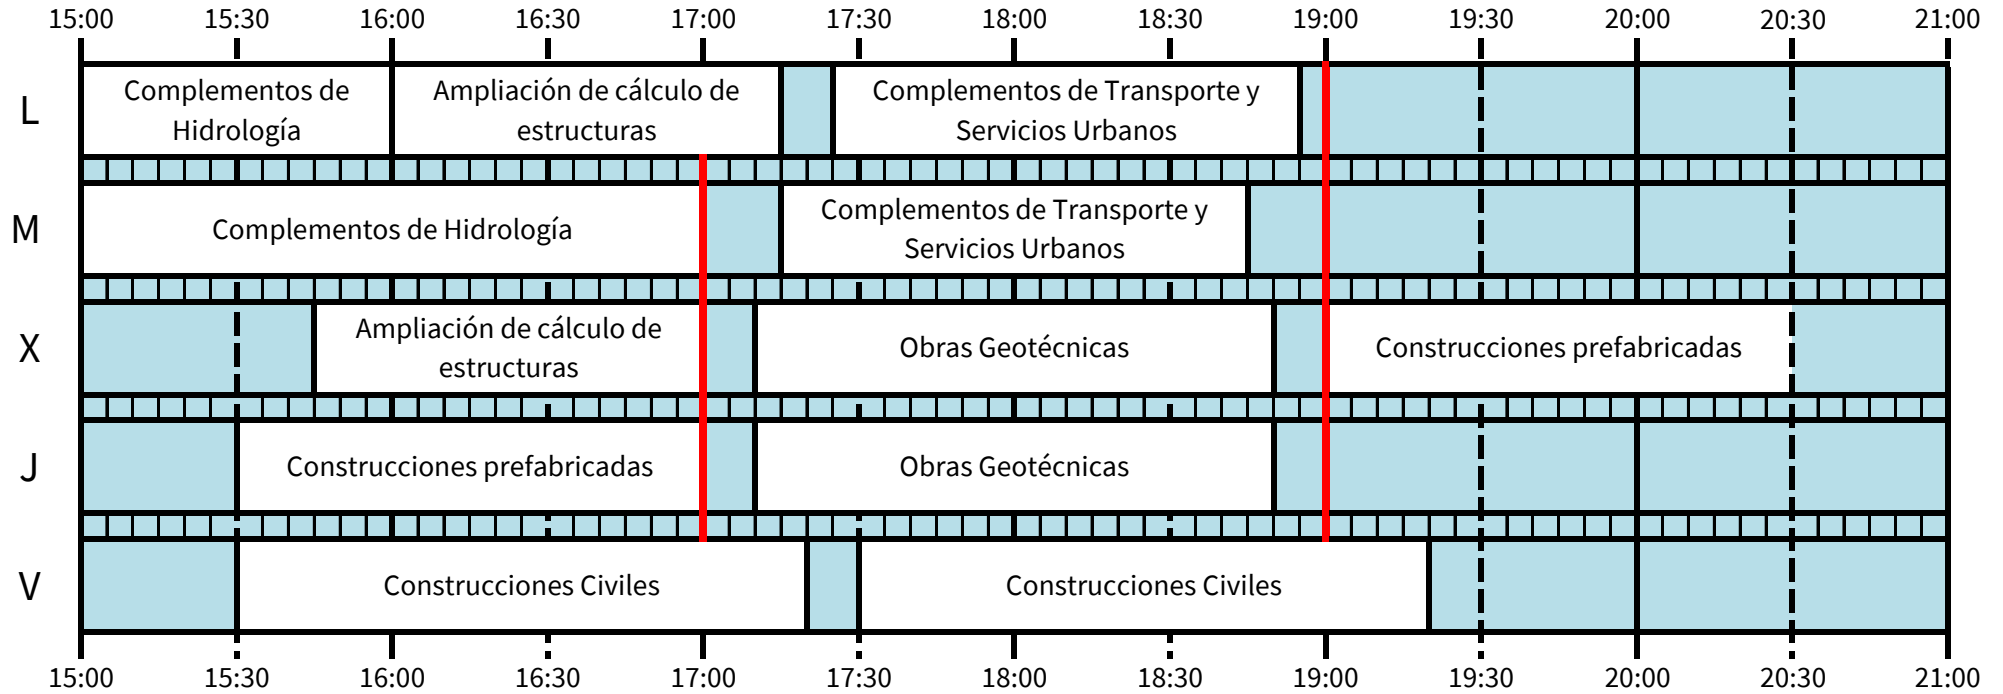 15:00 15:30 16:00 16:30 17:00 17:30 18:00 18:30 19:00 19:30 20:00 20:30 21:00
L
Complementos de
Hidrología
Ampliación de cálculo de
estructuras
Complementos de Transporte y
Servicios Urbanos
M
Complementos de Hidrología
Complementos de Transporte y
Servicios Urbanos
X
Ampliación de cálculo de
estructuras
Obras Geotécnicas
Construcciones prefabricadas
J
Construcciones prefabricadas
Obras Geotécnicas
V
Construcciones Civiles
Construcciones Civiles
15:00 15:30 16:00 16:30 17:00 17:30 18:00 18:30 19:00 19:30 20:00 20:30 21:00